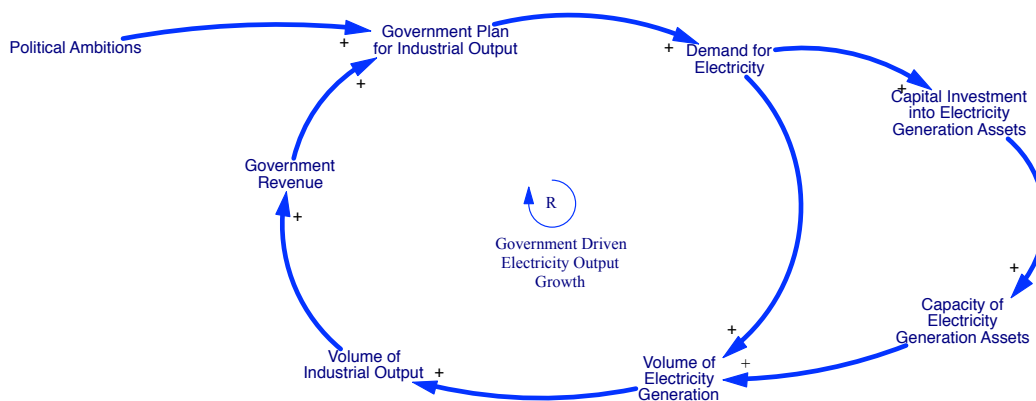 Political Ambitions
+
Government Plan
for Industrial Output
+
Demand for
Electricity
+
Capital Investment
into Electricity
Generation Assets
+
Government
Revenue
+
R
Government Driven
Electricity Output
Growth
+
Capacity of
Electricity
Generation Assets
+
+
Volume of
Electricity
Generation
+
Volume of
Industrial Output
+